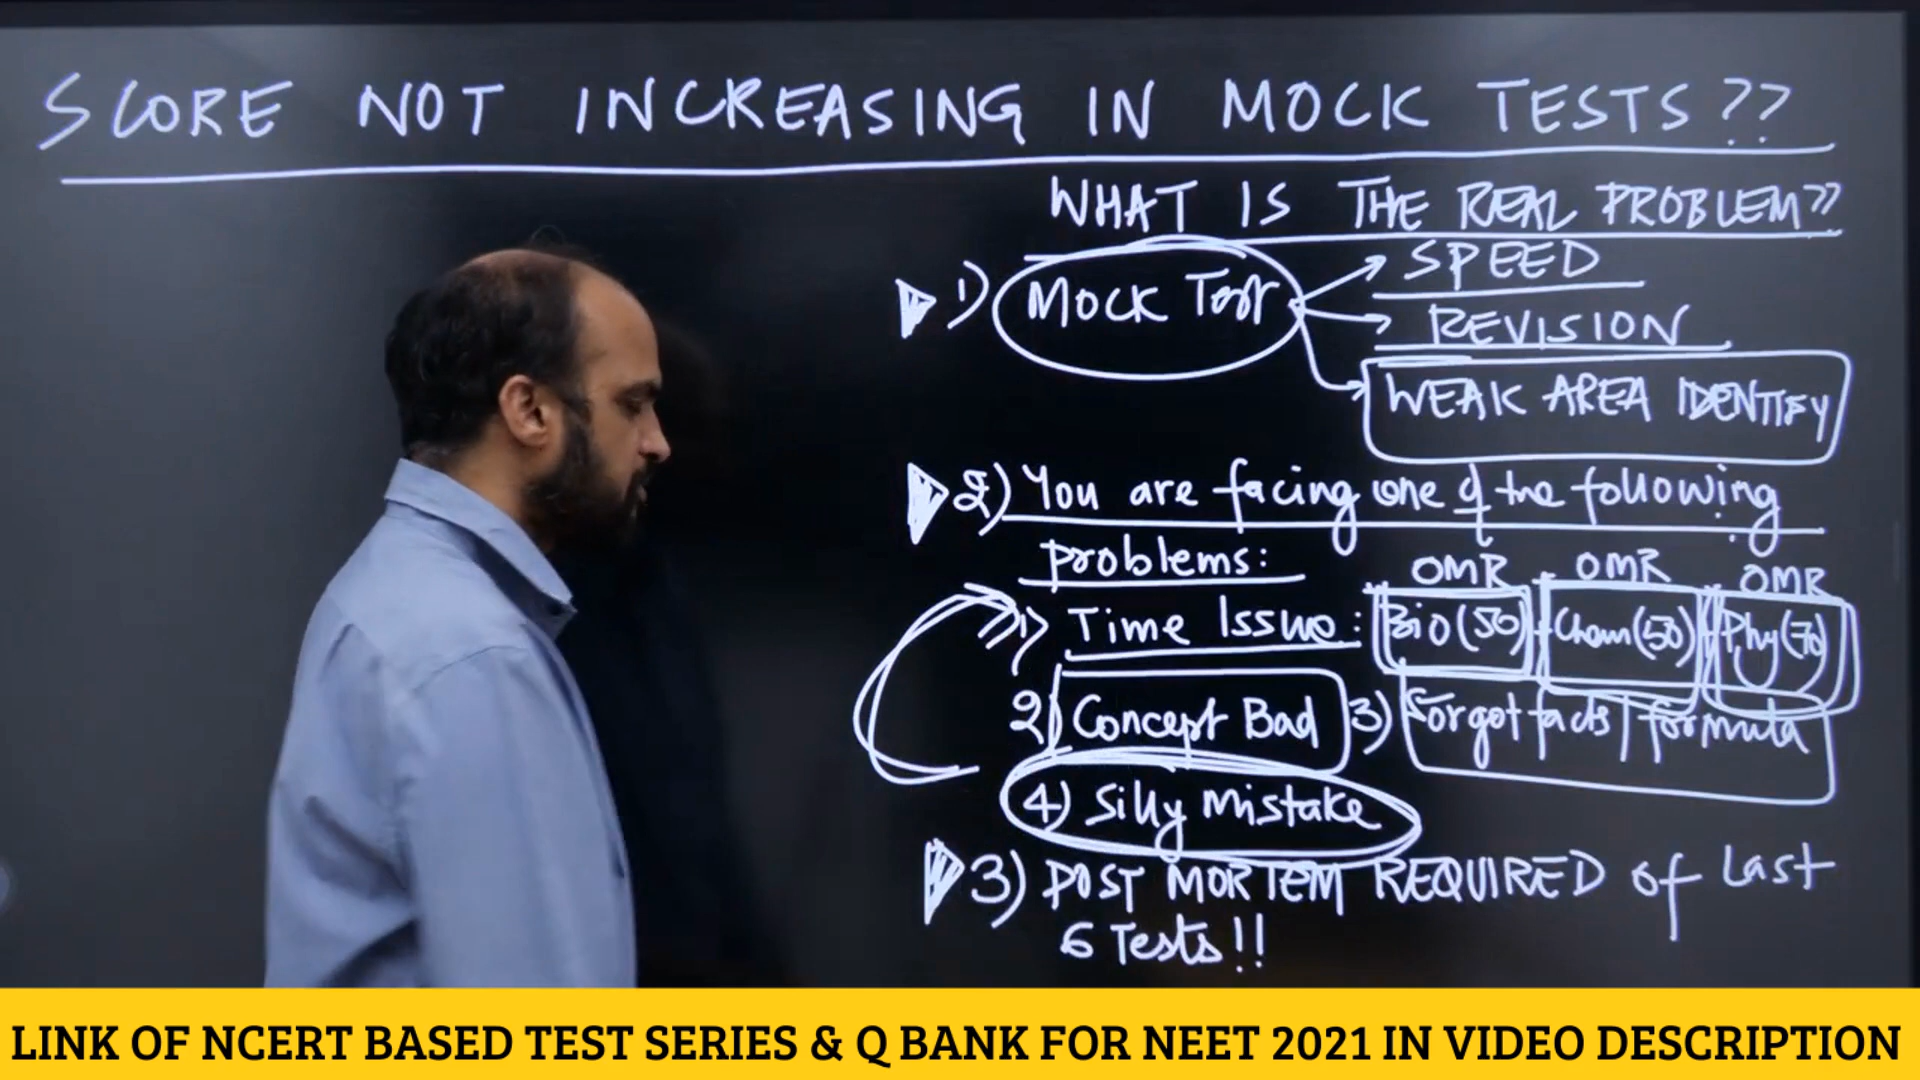 SCORE NOT INCREASING IN MOCK TESTS??
WHAT IS THE REAL PROBLEM??
1) MOCK Test
SPEED
REVISION
WEAK AREA IDENTIFY
2) You are facing one of the following
problems:
OMR OMR OMR
1) Time Issue: Bio(50) Chem(50) Phy(70)
2) Concept Bad 3) Forgot facts/formula
4) Silly Mistake
3) POST MORTEM REQUIRED of Last
6 Tests!!
LINK OF NCERT BASED TEST SERIES & Q BANK FOR NEET 2021 IN VIDEO DESCRIPTION